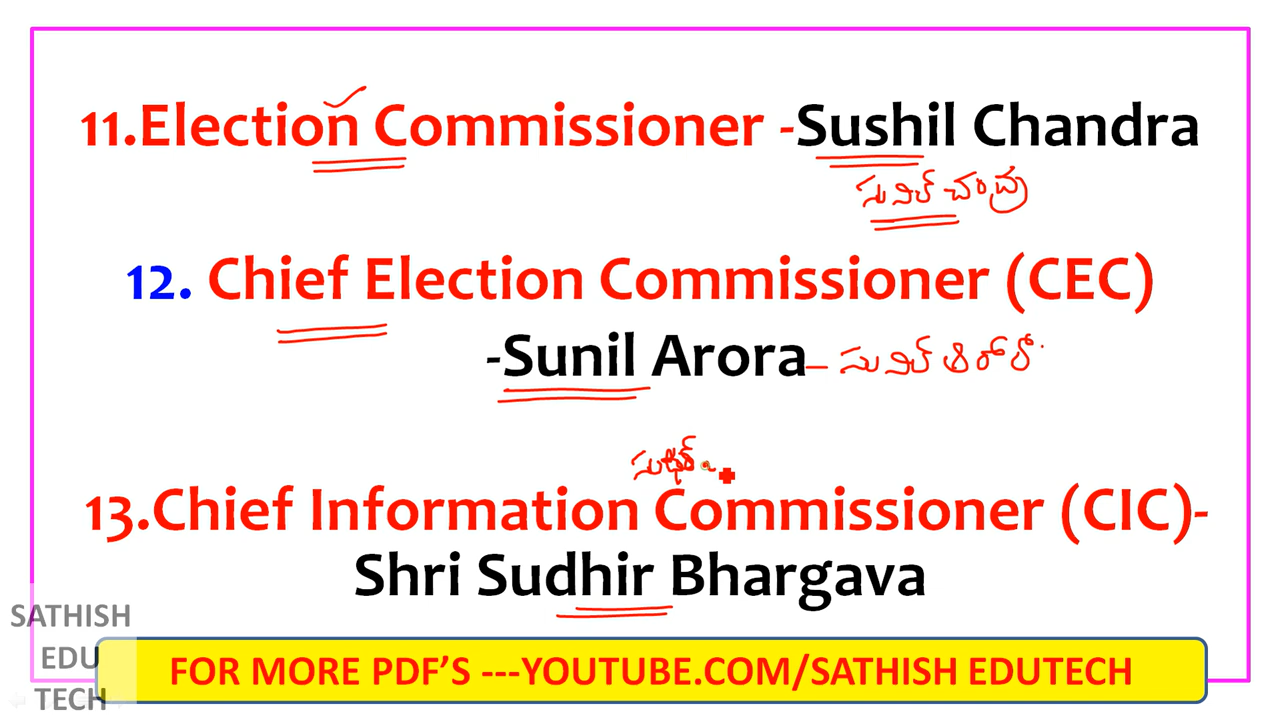 11.Election Commissioner -Sushil Chandra
సునిల్ చంద్ర
12. Chief Election Commissioner (CEC)
-Sunil Arora – సునిల్
సుధీర్
13.Chief Information Commissioner (CIC)-
Shri Sudhir Bhargava
SATHISH
EDU
TECH
FOR MORE PDF'S ---YOUTUBE.COM/SATHISH EDUTECH